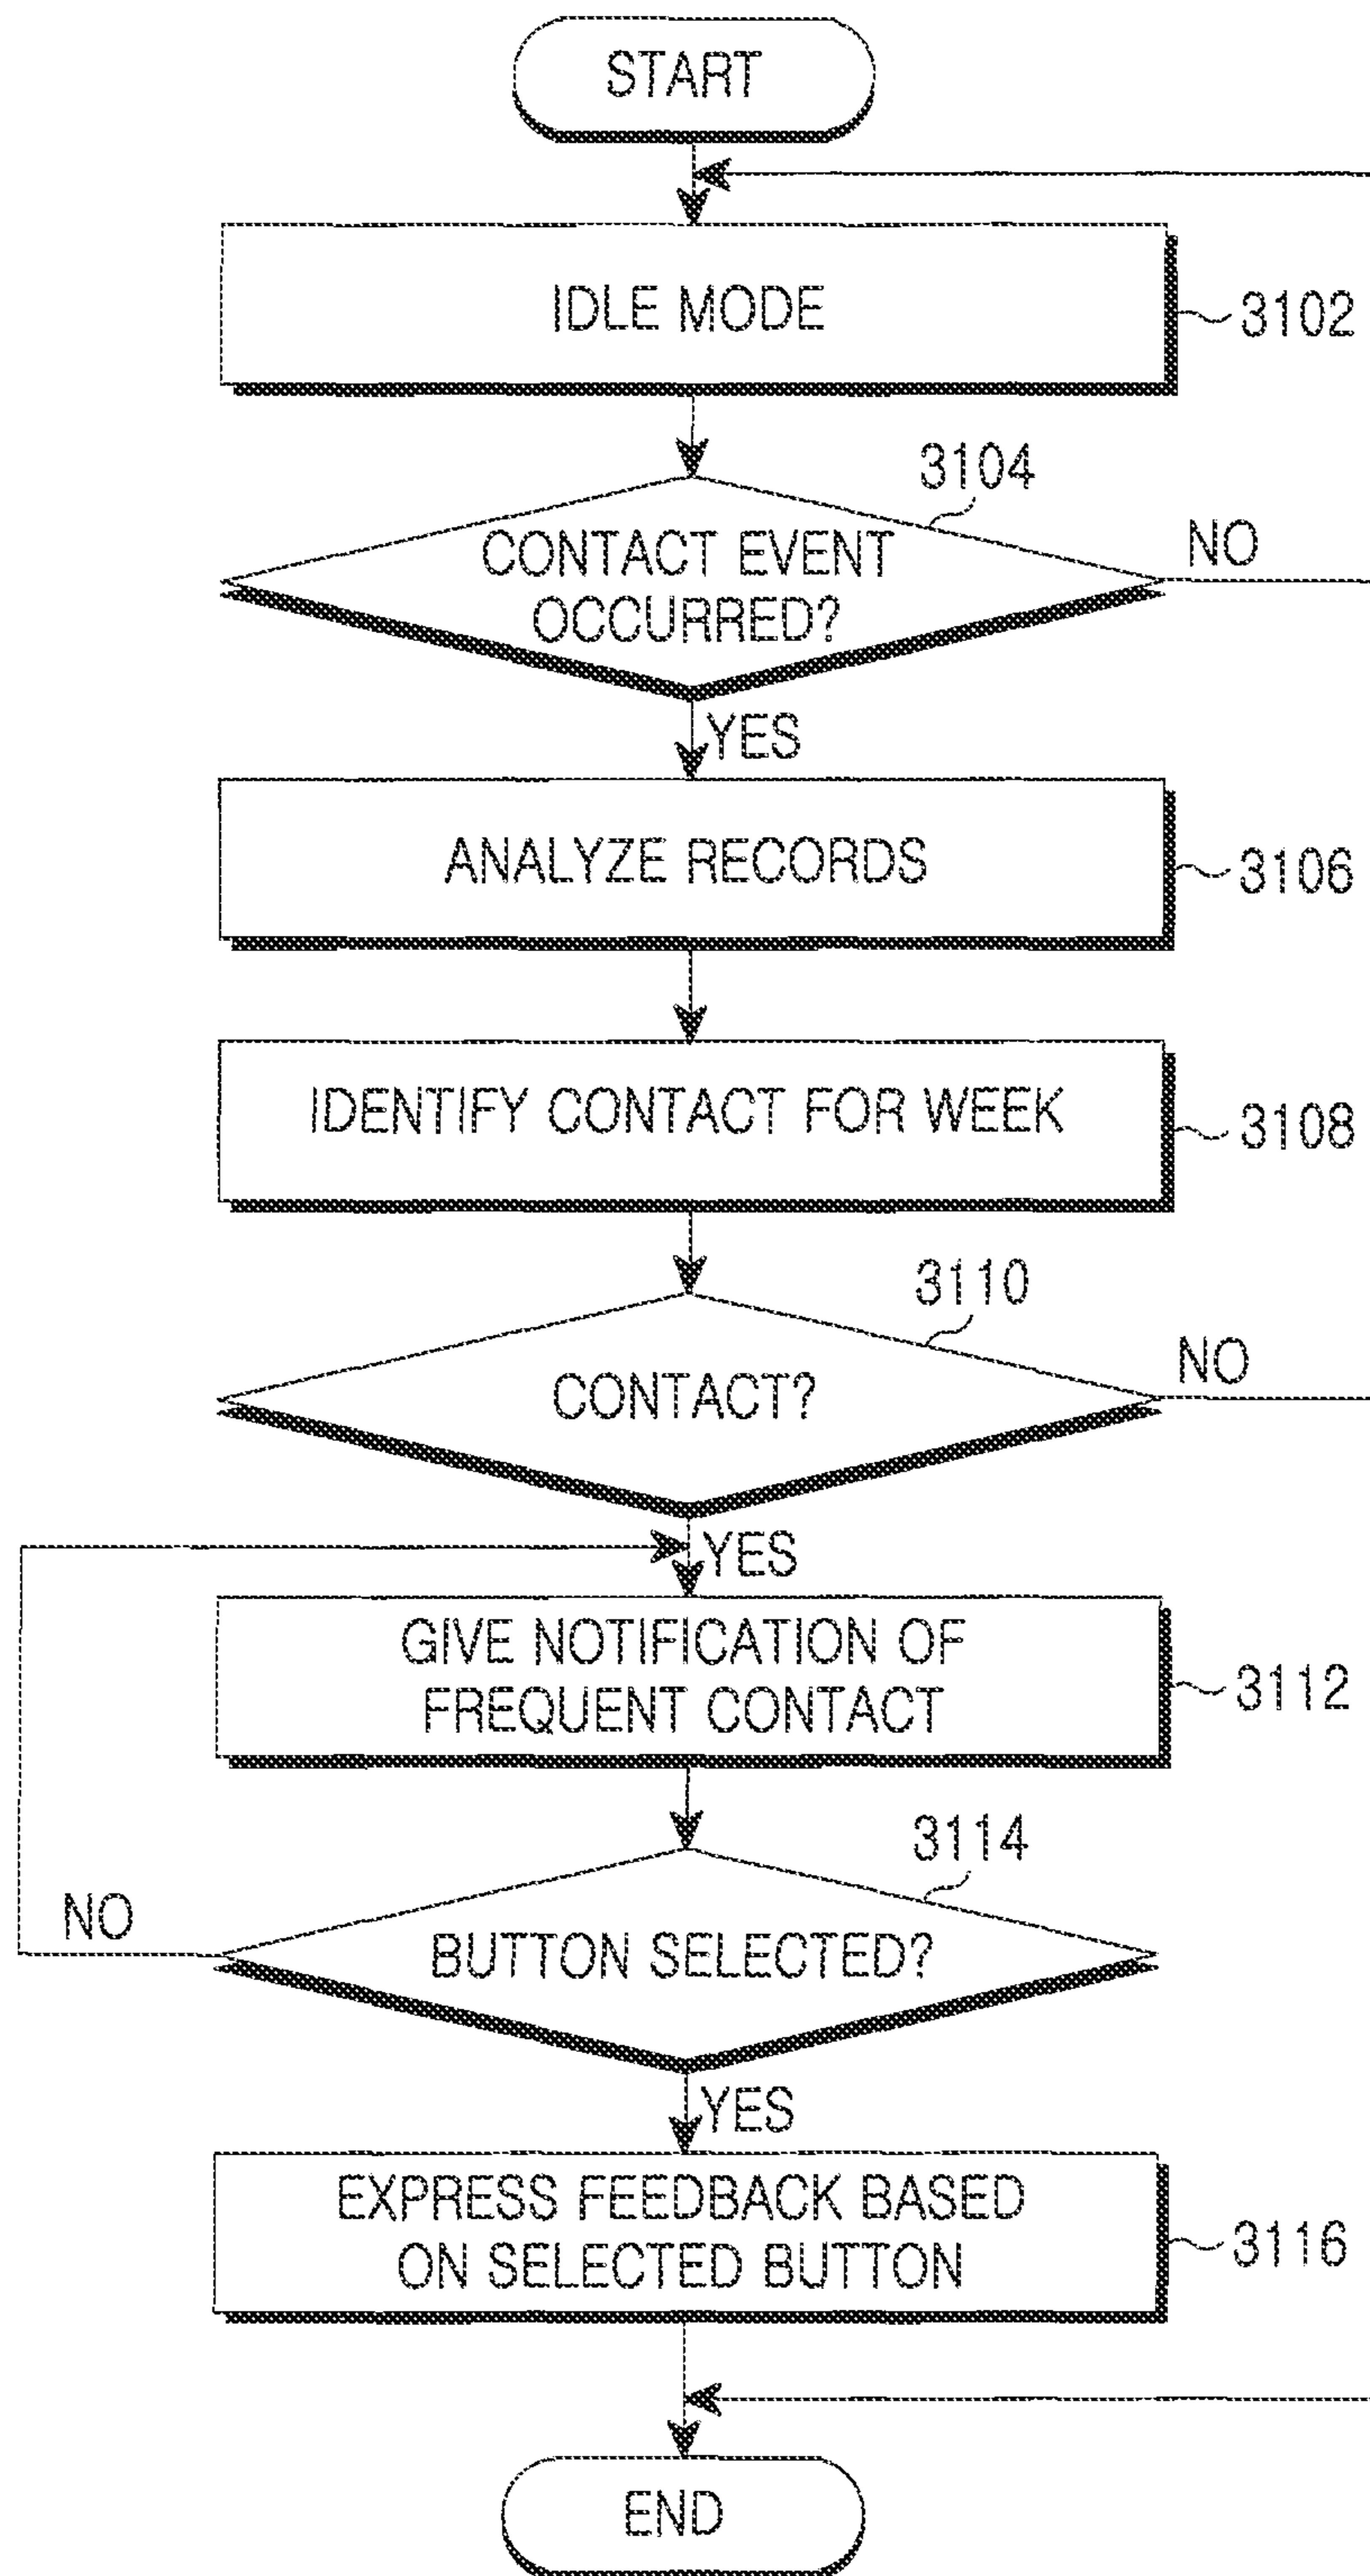 START
IDLE MODE
3102
3104
CONTACT EVENT
OCCURRED?
NO
YES
ANALYZE RECORDS
3106
IDENTIFY CONTACT FOR WEEK
3108
3110
CONTACT?
NO
YES
GIVE NOTIFICATION OF
FREQUENT CONTACT
3112
3114
BUTTON SELECTED?
NO
YES
EXPRESS FEEDBACK BASED
ON SELECTED BUTTON
3116
END